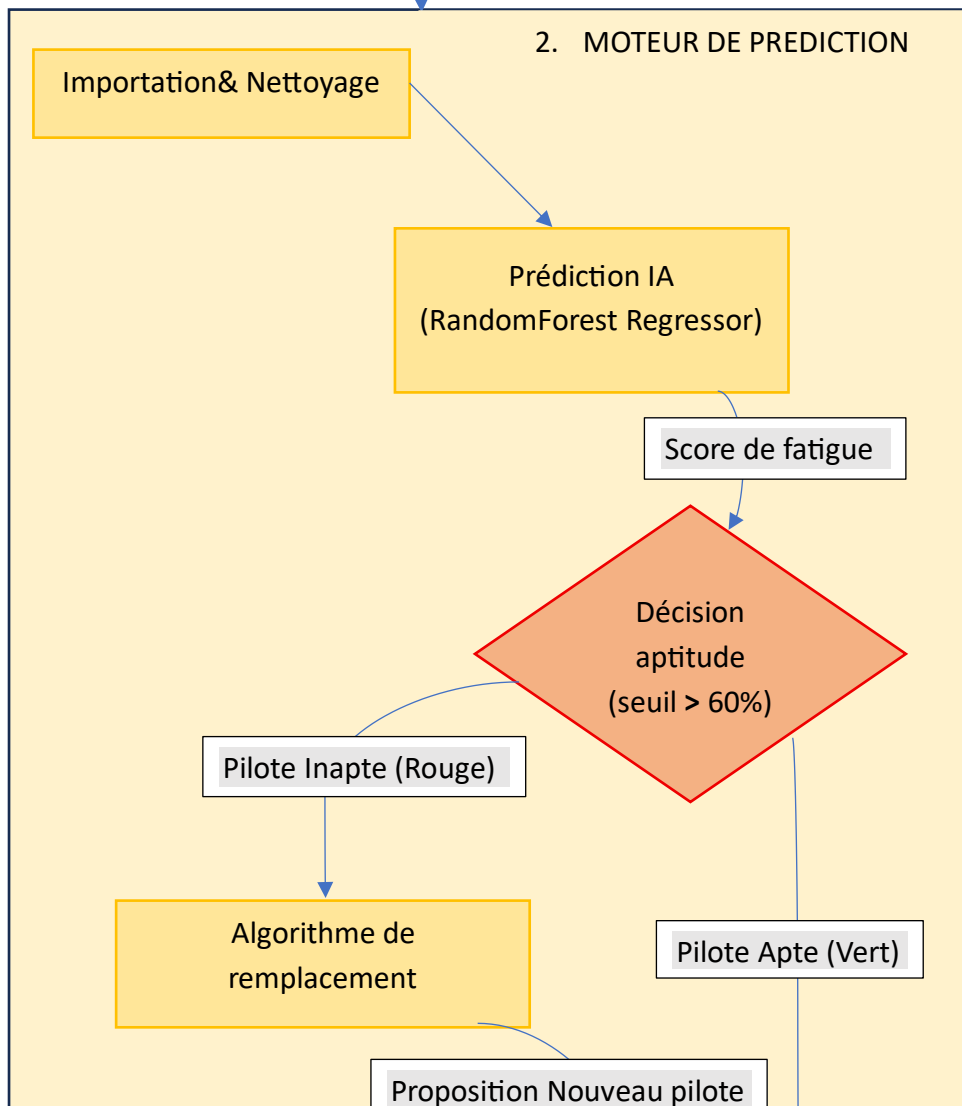 2. MOTEUR DE PREDICTION
Importation& Nettoyage
Prédiction IA
(RandomForest Regressor)
Score de fatigue
Décision
aptitude
(seuil > 60%)
Pilote Inapte (Rouge)
Algorithme de
remplacement
Pilote Apte (Vert)
Proposition Nouveau pilote